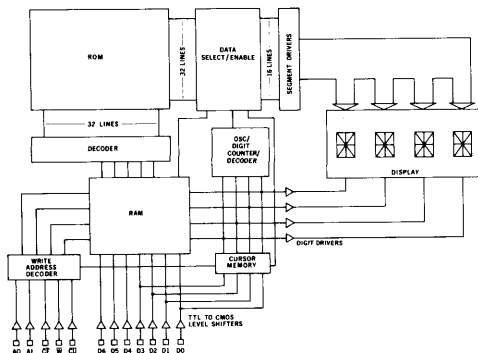 ROM
32 LINES
DATA
SELECT/ENABLE
16 LINES
SEGMENT DRIVERS
32 LINES
DECODER
OSC/
DIGIT
COUNTER/
DECODER
DISPLAY
RAM
DIGIT DRIVERS
WRITE
ADDRESS
DECODER
CURSOR
MEMORY
TTL TO CMOS
LEVEL SHIFTERS
A0 A1 CE W CU D6 D5 D4 D3 D2 D1 D0